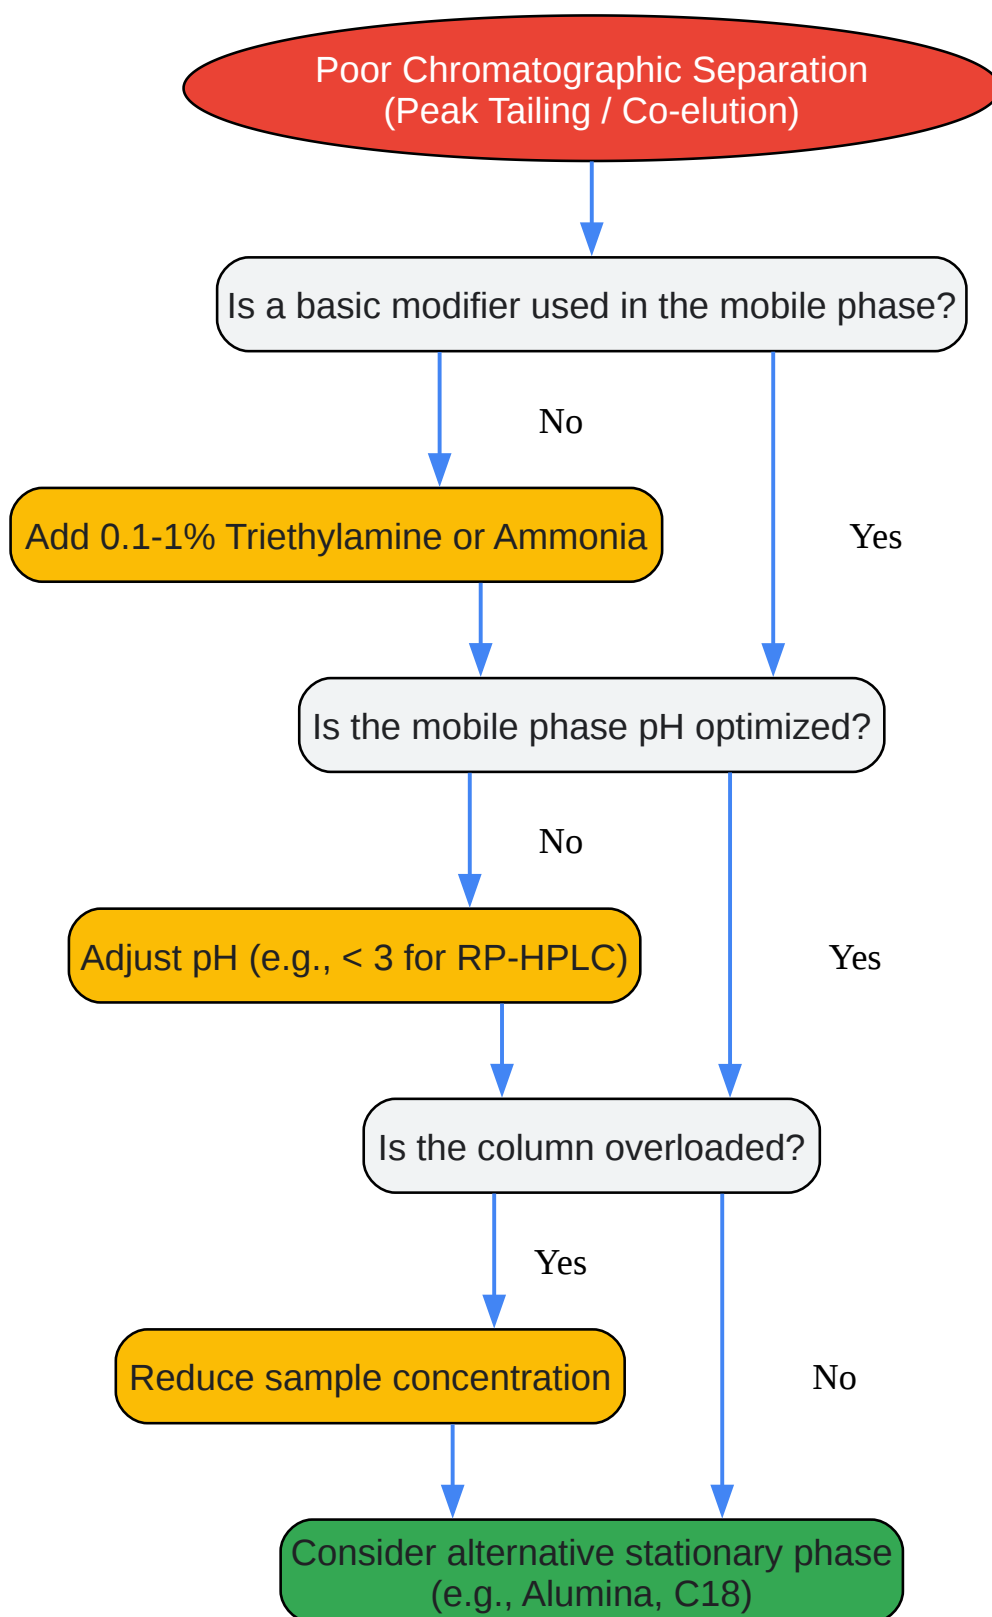 Poor Chromatographic Separation
(Peak Tailing / Co-elution)
Is a basic modifier used in the mobile phase?
No
Add 0.1-1% Triethylamine or Ammonia
Yes
Is the mobile phase pH optimized?
No
Adjust pH (e.g., < 3 for RP-HPLC)
Yes
Is the column overloaded?
Yes
Reduce sample concentration
No
Consider alternative stationary phase
(e.g., Alumina, C18)